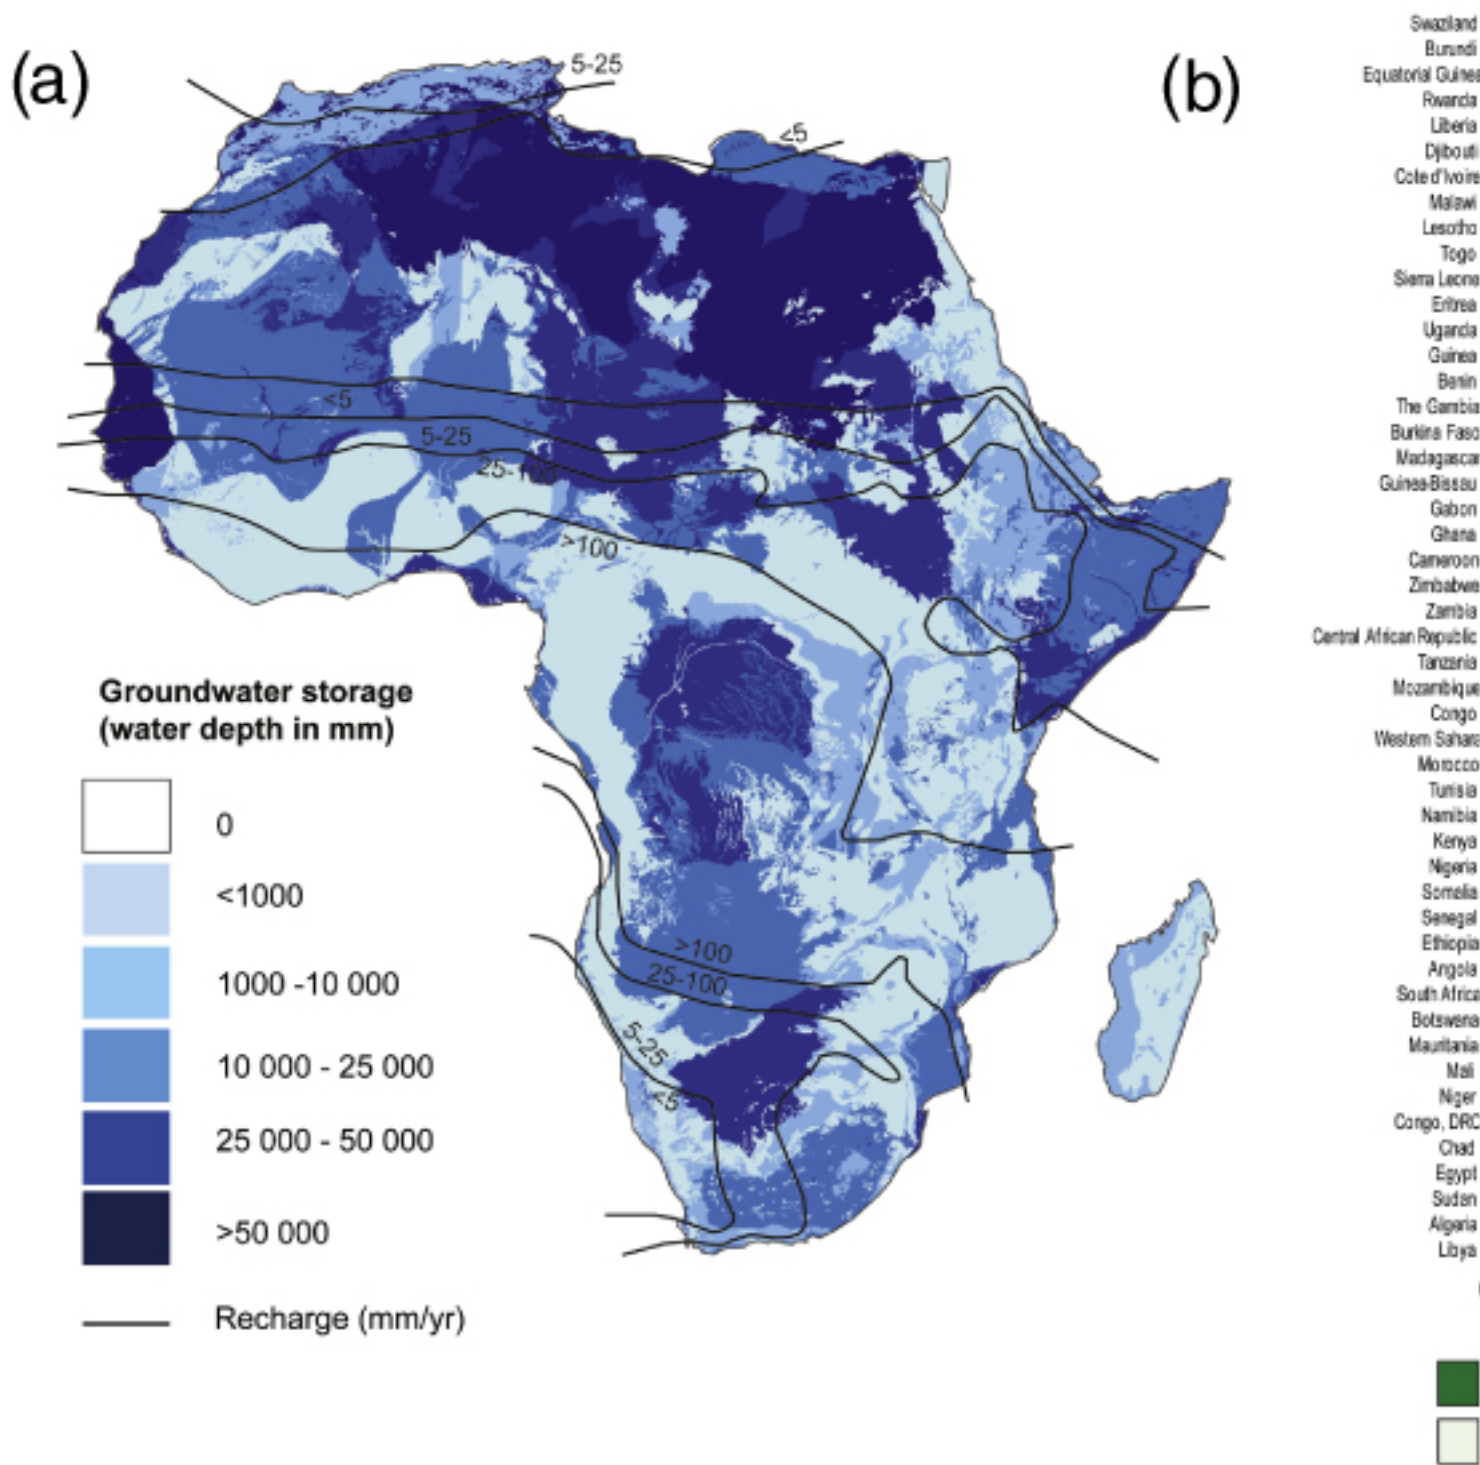 (a)
5-25
<5
<5
5-25
25-100
>100
>100
25-100
5-25
<5
Groundwater storage
(water depth in mm)
0
<1000
1000 -10 000
10 000 - 25 000
25 000 - 50 000
>50 000
Recharge (mm/yr)
(b)
Swaziland
Burundi
Equatorial Guinea
Rwanda
Liberia
Djibouti
Cote d'Ivoire
Malawi
Lesotho
Togo
Sierra Leone
Eritrea
Uganda
Guinea
Benin
The Gambia
Burkina Faso
Madagascar
Guinea-Bissau
Gabon
Ghana
Cameroon
Zimbabwe
Zambia
Central African Republic
Tanzania
Mozambique
Congo
Western Sahara
Morocco
Tunisia
Namibia
Kenya
Nigeria
Somalia
Senegal
Ethiopia
Angola
South Africa
Botswana
Mauritania
Mali
Niger
Congo, DRC
Chad
Egypt
Sudan
Algeria
Libya